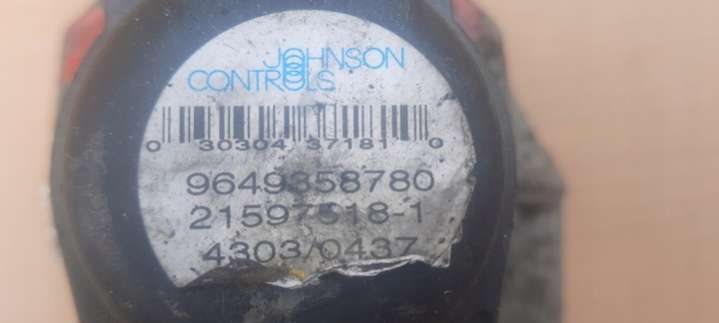 JOHNSON
CONTROLS
0 30304 37181 0
9649358780
21597518-1
4303/0437